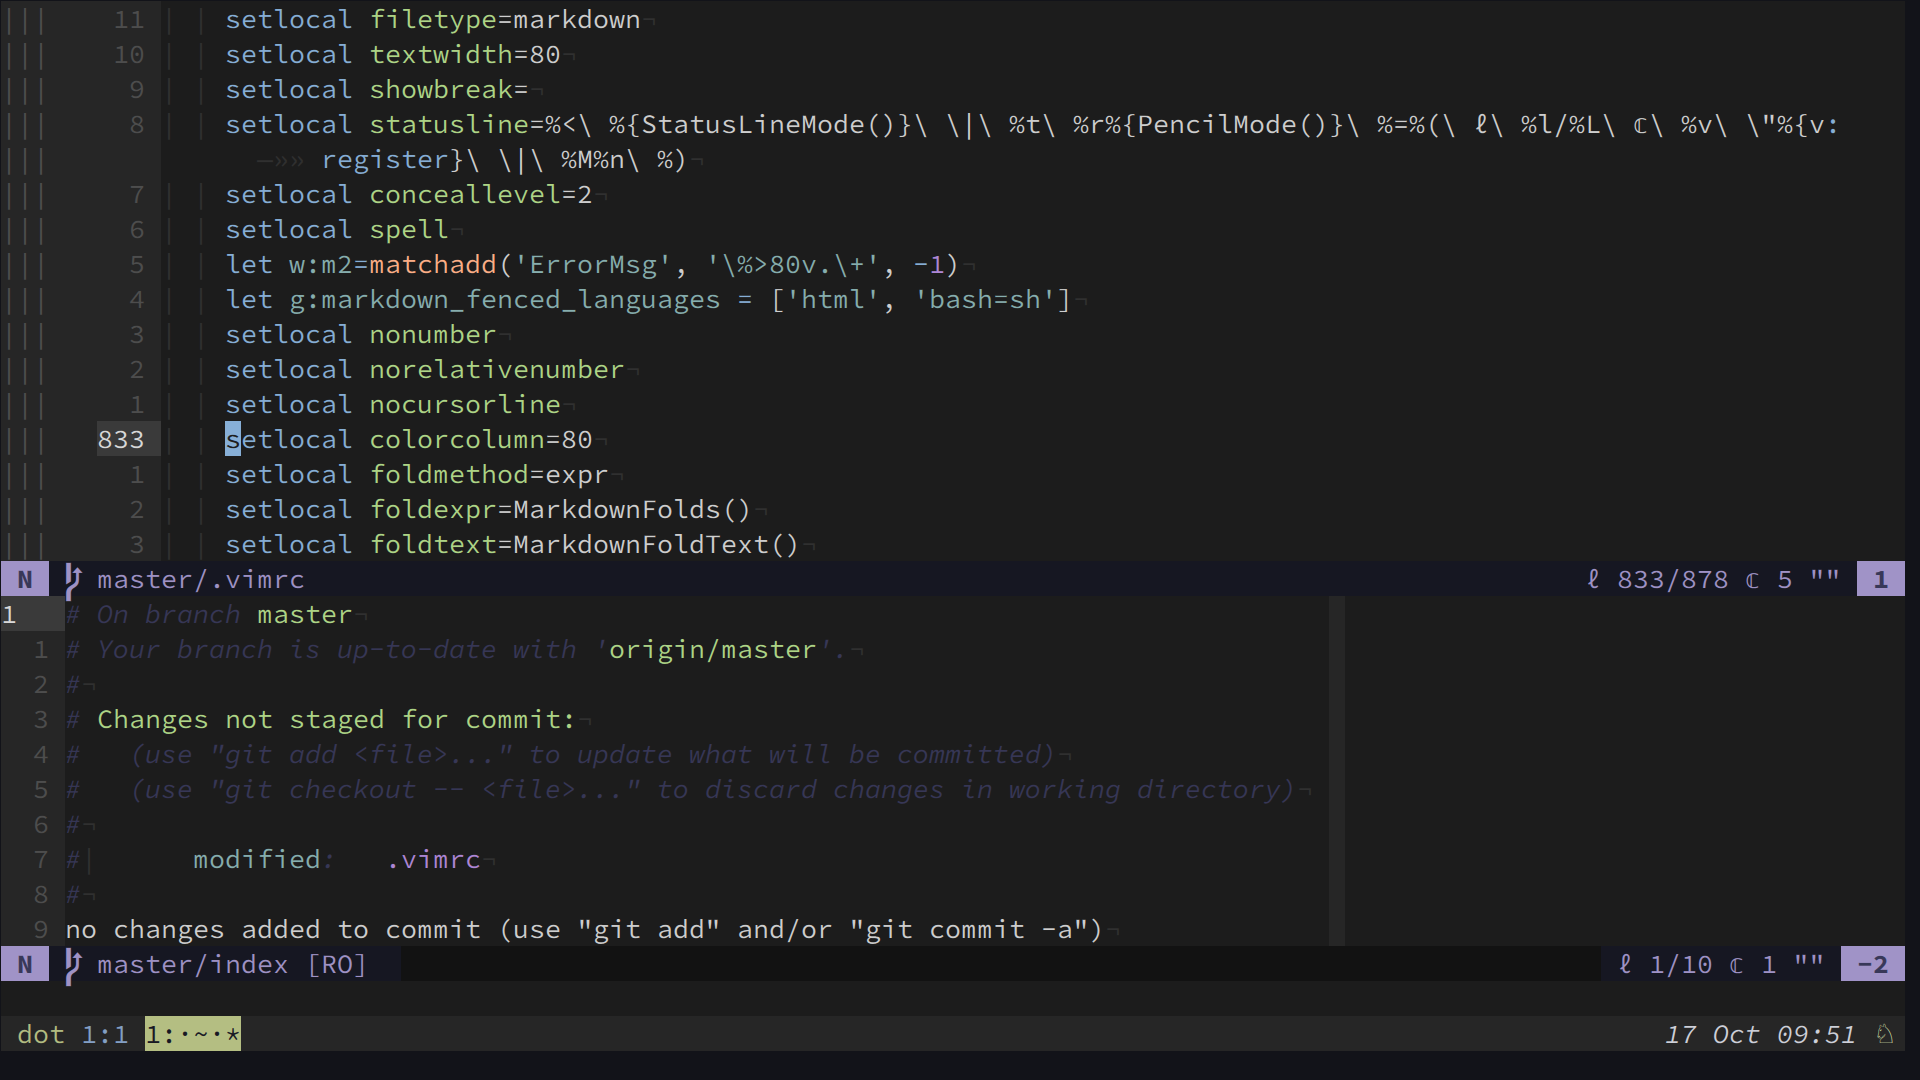 11 setlocal filetype=markdown¬
10 setlocal textwidth=80¬
9 setlocal showbreak=¬
8 setlocal statusline=%<\ %{StatusLineMode()}\ \|\ %t\ %r%{PencilMode()}\ %=%(\ ℓ\ %l/%L\ ℂ\ %v\ \"%{v:
—»» register}\ \|\ %M%n\ %)¬
7 setlocal conceallevel=2¬
6 setlocal spell¬
5 let w:m2=matchadd('ErrorMsg', '\%>80v.\+', -1)¬
4 let g:markdown_fenced_languages = ['html', 'bash=sh']¬
3 setlocal nonumber¬
2 setlocal norelativenumber¬
1 setlocal nocursorline¬
833 setlocal colorcolumn=80¬
1 setlocal foldmethod=expr¬
2 setlocal foldexpr=MarkdownFolds()¬
3 setlocal foldtext=MarkdownFoldText()¬
N master/.vimrc ℓ 833/878 ℂ 5 "" 1
1 # On branch master¬
1 # Your branch is up-to-date with 'origin/master'.¬
2 #¬
3 # Changes not staged for commit:¬
4 #   (use "git add <file>..." to update what will be committed)¬
5 #   (use "git checkout -- <file>..." to discard changes in working directory)¬
6 #¬
7 #|      modified:   .vimrc¬
8 #¬
9 no changes added to commit (use "git add" and/or "git commit -a")¬
N master/index [RO] ℓ 1/10 ℂ 1 "" -2
dot 1:1 1:·~·* 17 Oct 09:51 ♘